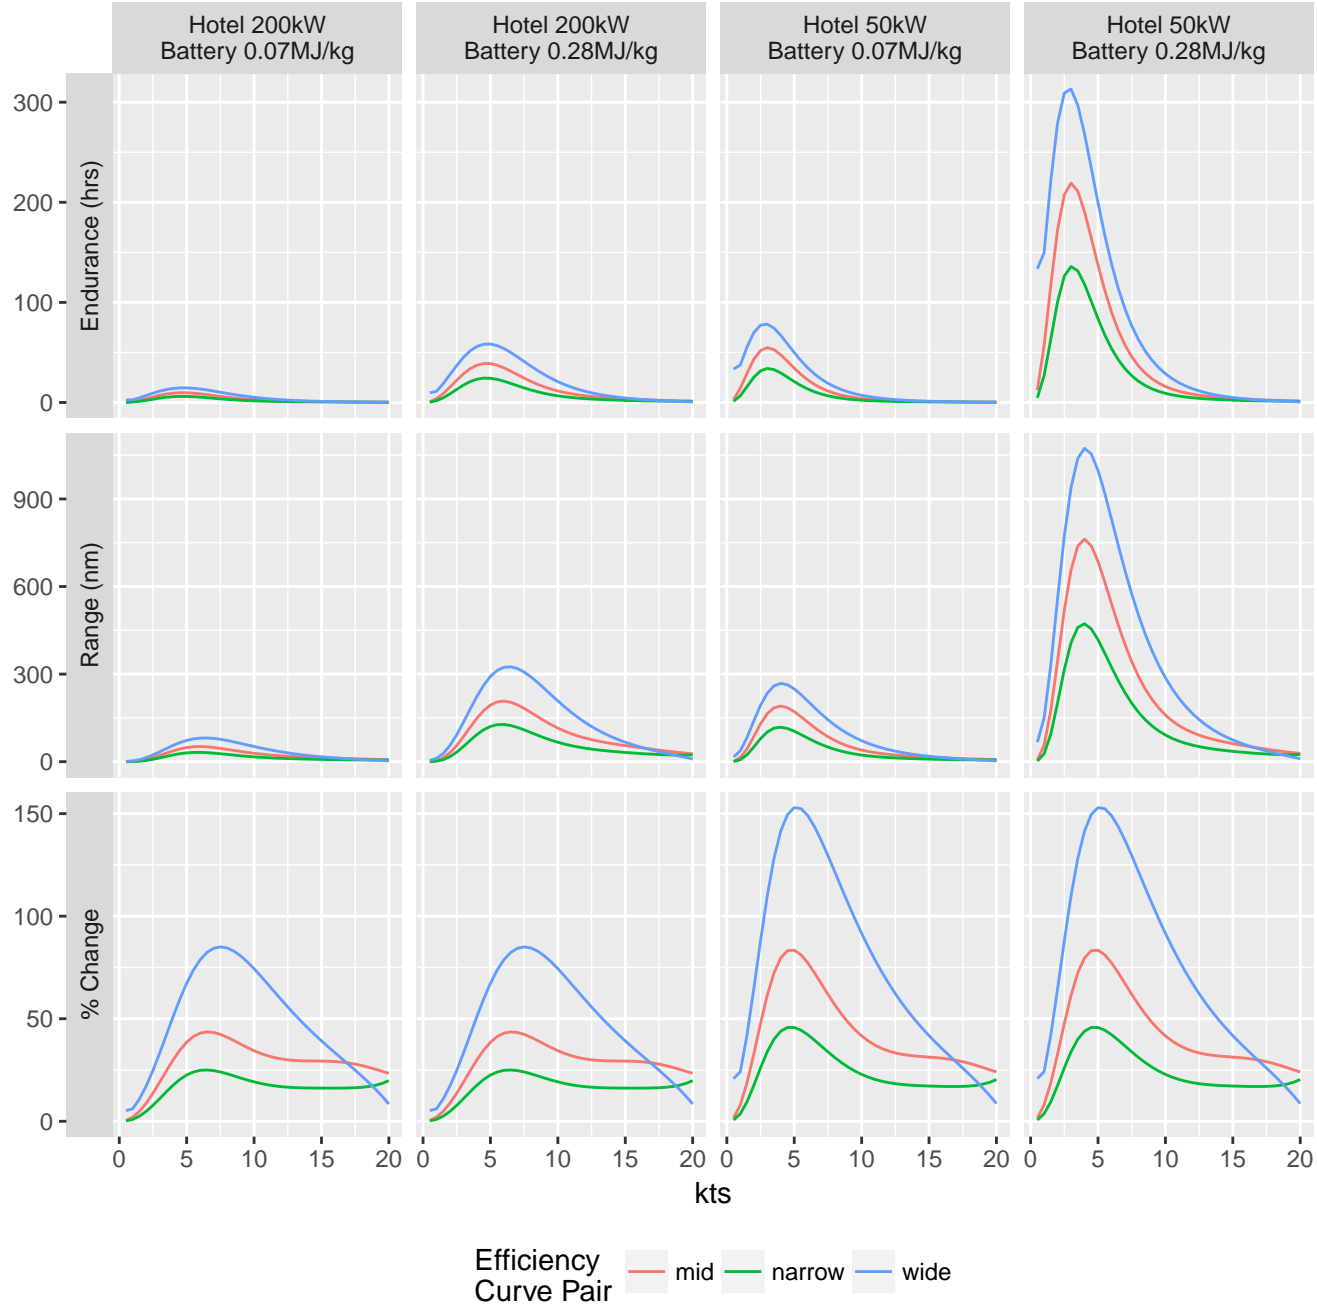 Hotel 200kW
Battery 0.07MJ/kg
Hotel 200kW
Battery 0.28MJ/kg
Hotel 50kW
Battery 0.07MJ/kg
Hotel 50kW
Battery 0.28MJ/kg
Endurance (hrs)
300
200
100
0
Range (nm)
900
600
300
0
% Change
150
100
50
0
0 5 10 15 20
0 5 10 15 20
0 5 10 15 20
0 5 10 15 20
kts
Efficiency
Curve Pair
mid narrow wide